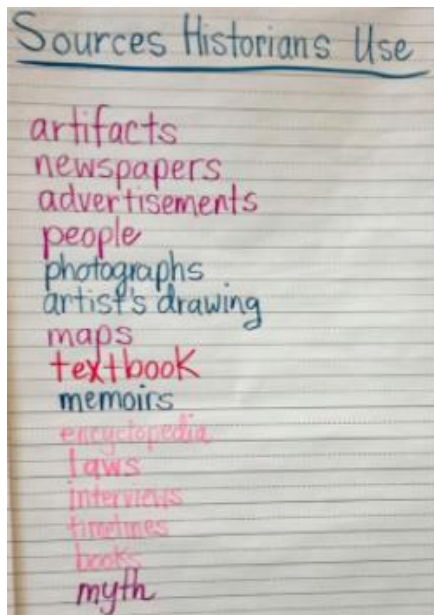 Sources Historians Use
artifacts
newspapers
advertisements
people
photographs
artist's drawing
maps
textbook
memoirs
encyclopedia
laws
interviews
timelines
books
myth